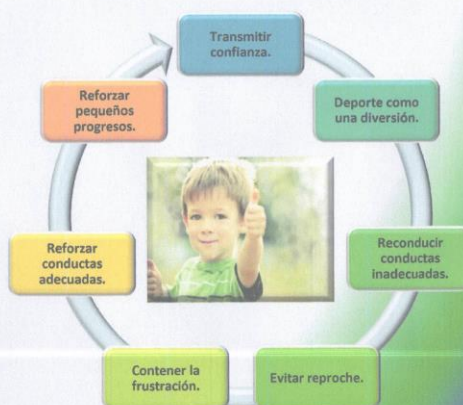 Transmitir
confianza.
Deporte como
una diversión.
Reconducir
conductas
inadecuadas.
Evitar reproche.
Contener la
frustración.
Reforzar
conductas
adecuadas.
Reforzar
pequeños
progresos.